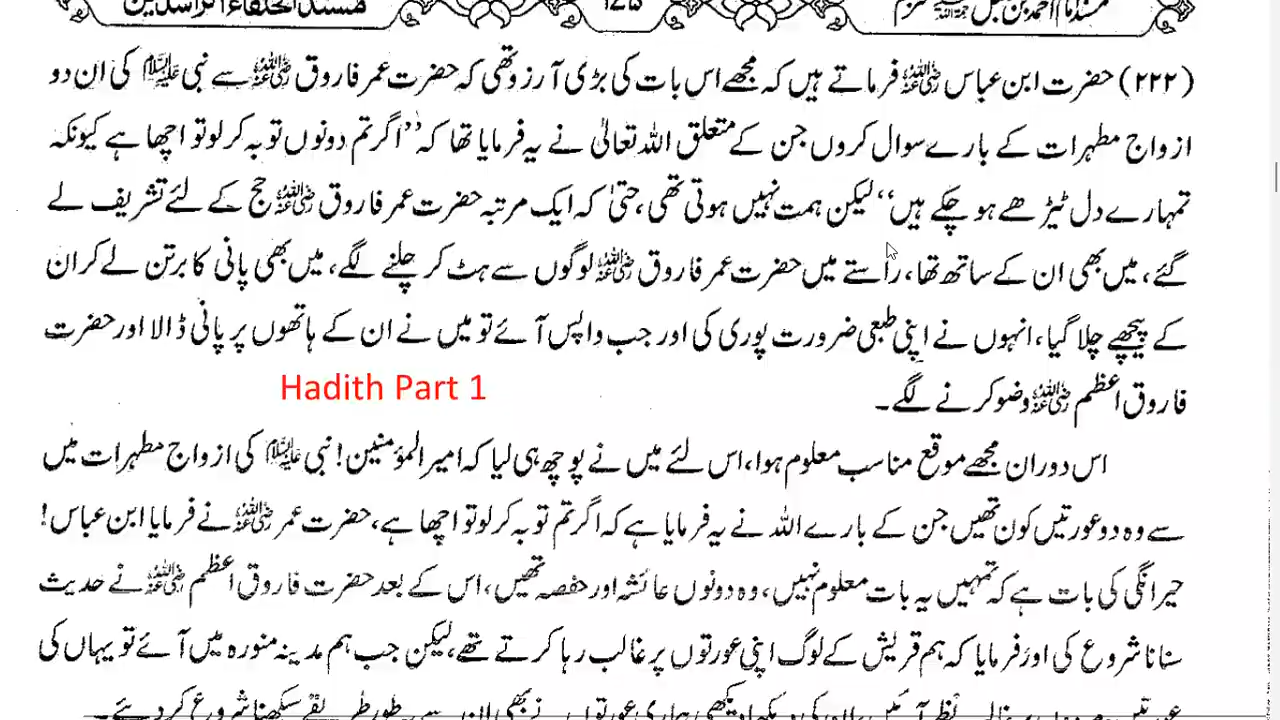 مسند الخلفاء الراشدین ۱۷۵ مسند امام احمد بن حنبل مترجم
(۲۲۲) حضرت ابن عباس رضی اللہ عنہ فرماتے ہیں کہ مجھے اس بات کی بڑی آرزو تھی کہ حضرت عمر فاروق رضی اللہ عنہ سے نبی علیہ السلام کی ان دو
ازواج مطہرات کے بارے سوال کروں جن کے متعلق اللہ تعالیٰ نے یہ فرمایا تھا کہ ”اگر تم دونوں توبہ کر لو تو اچھا ہے کیونکہ
تمہارے دل ٹیڑھے ہو چکے ہیں“ لیکن ہمت نہیں ہوتی تھی، حتیٰ کہ ایک مرتبہ حضرت عمر فاروق رضی اللہ عنہ حج کے لئے تشریف لے
گئے، میں بھی ان کے ساتھ تھا، راستے میں حضرت عمر فاروق رضی اللہ عنہ لوگوں سے ہٹ کر چلنے لگے، میں بھی پانی کا برتن لے کر ان
کے پیچھے چلا گیا، انہوں نے اپنی طبعی ضرورت پوری کی اور جب واپس آئے تو میں نے ان کے ہاتھوں پر پانی ڈالا اور حضرت
فاروق اعظم رضی اللہ عنہ وضو کرنے لگے۔
Hadith Part 1
اس دوران مجھے موقع مناسب معلوم ہوا، اس لئے میں نے پوچھ ہی لیا کہ امیر المؤمنین! نبی علیہ السلام کی ازواج مطہرات میں
سے وہ دو عورتیں کون تھیں جن کے بارے اللہ نے یہ فرمایا ہے کہ اگر تم توبہ کر لو تو اچھا ہے، حضرت عمر رضی اللہ عنہ نے فرمایا ابن عباس!
حیرانگی کی بات ہے کہ تمہیں یہ بات معلوم نہیں، وہ دونوں عائشہ اور حفصہ تھیں، اس کے بعد حضرت فاروق اعظم رضی اللہ عنہ نے حدیث
سنانا شروع کی اور فرمایا کہ ہم قریش کے لوگ اپنی عورتوں پر غالب رہا کرتے تھے، لیکن جب ہم مدینہ منورہ میں آئے تو یہاں کی